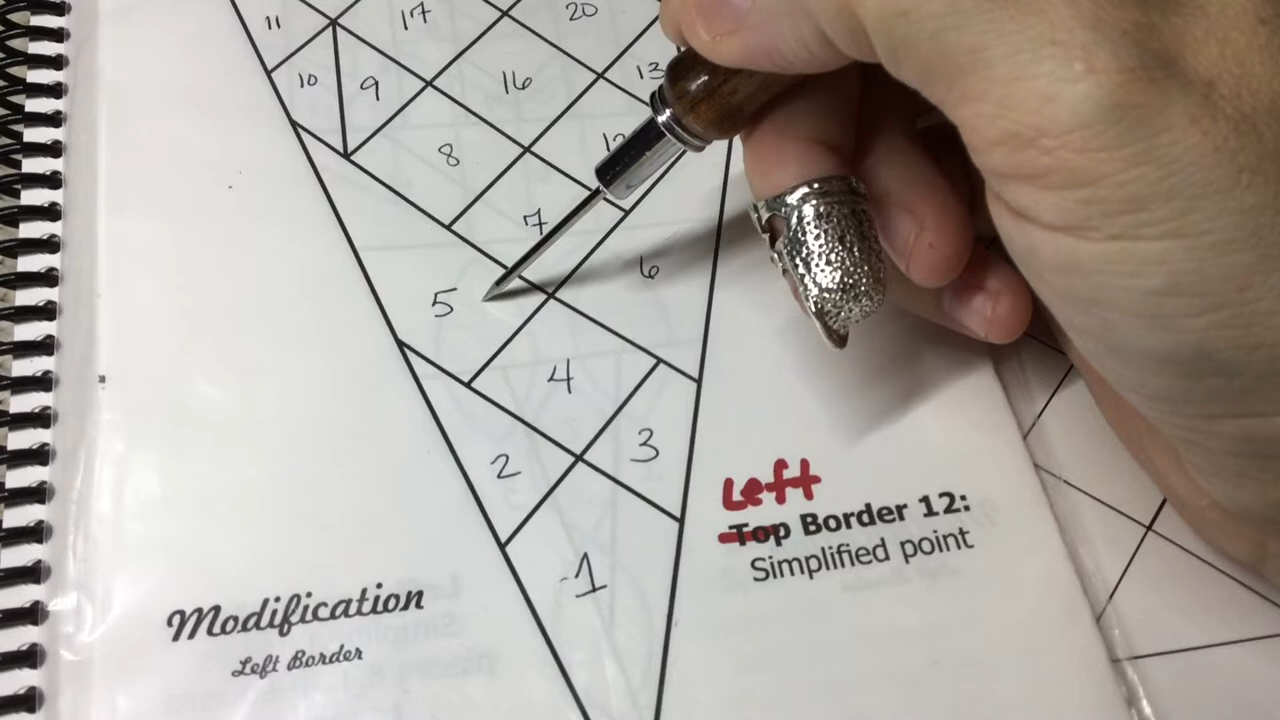 11 17 20
10 9 16 13
8 12
7
5 6
4
2 3
1
Left
Top Border 12:
Simplified point
Modification
Left Border